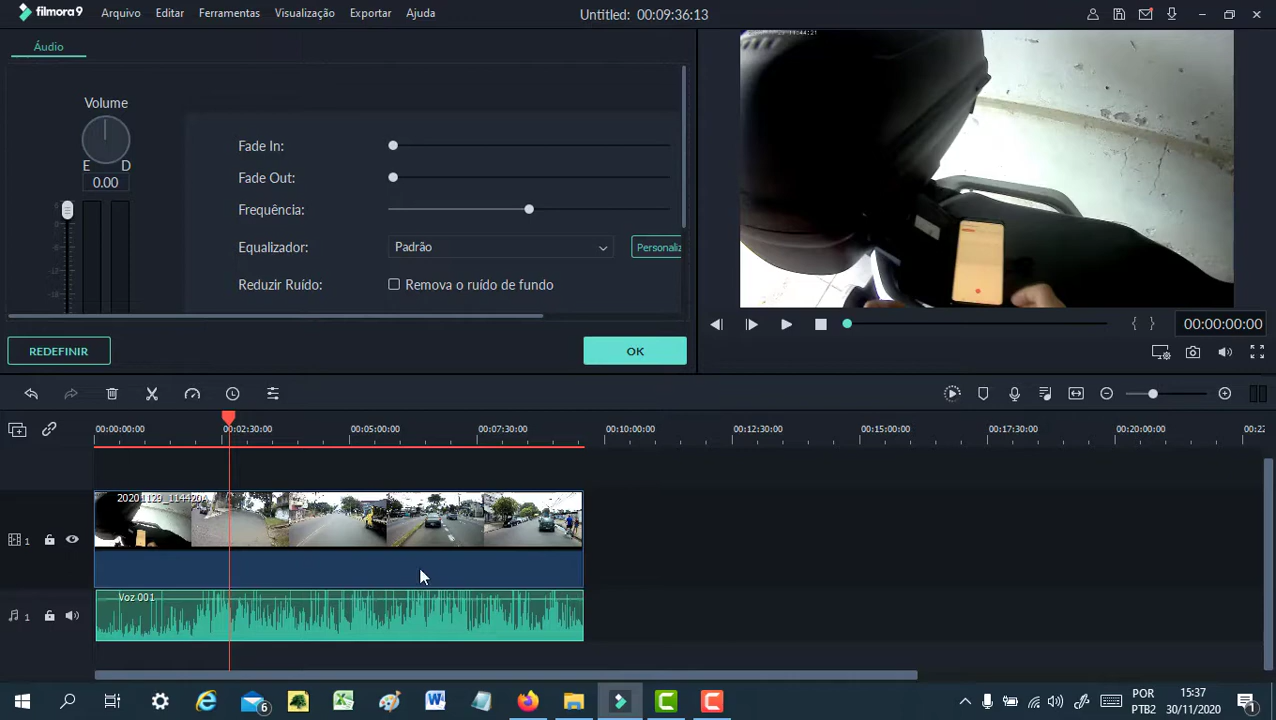 filmora9 Arquivo Editar Ferramentas Visualização Exportar Ajuda Untitled: 00:09:36:13
Áudio
Volume
E D
0.00
Fade In:
Fade Out:
Frequência:
Equalizador: Padrão Personaliz
Reduzir Ruído: Remova o ruído de fundo
REDEFINIR OK
00:00:00:00
00:00:00:00 00:02:30:00 00:05:00:00 00:07:30:00 00:10:00:00 00:12:30:00 00:15:00:00 00:17:30:00 00:20:00:00 00:22
20201129_114420A
1
Voz 001
1
6
POR
PTB2
15:37
30/11/2020
1